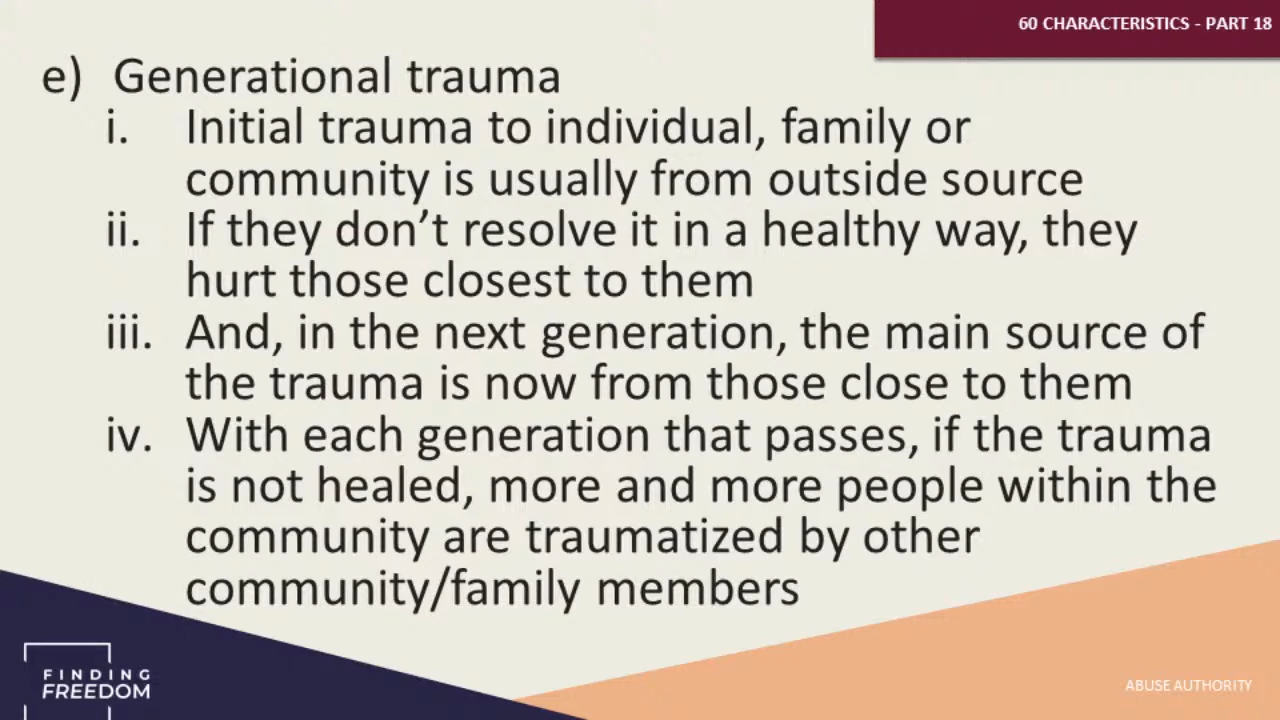 60 CHARACTERISTICS - PART 18
e) Generational trauma
i. Initial trauma to individual, family or
community is usually from outside source
ii. If they don’t resolve it in a healthy way, they
hurt those closest to them
iii. And, in the next generation, the main source of
the trauma is now from those close to them
iv. With each generation that passes, if the trauma
is not healed, more and more people within the
community are traumatized by other
community/family members
FINDING
FREEDOM
ABUSE AUTHORITY